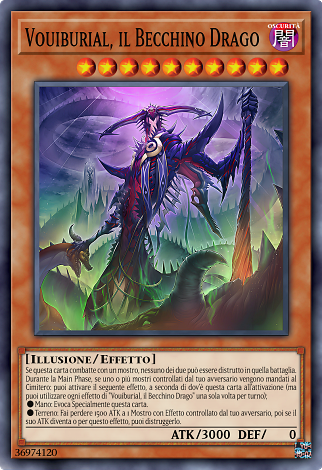 Vouiburial, il Becchino Drago
OSCURITÀ
闇
[Illusione/Effetto]
Se questa carta combatte con un mostro, nessuno dei due può essere distrutto in quella battaglia.
Durante la Main Phase, se uno o più mostri controllati dal tuo avversario vengono mandati al
Cimitero: puoi attivare il seguente effetto, a seconda di dov'è questa carta all'attivazione (ma
puoi utilizzare ogni effetto di "Vouiburial, il Becchino Drago" una sola volta per turno);
●Mano: Evoca Specialmente questa carta.
●Terreno: Fai perdere 1500 ATK a 1 Mostro con Effetto controllato dal tuo avversario, poi se il
suo ATK diventa 0 per questo effetto, puoi distruggerlo.
ATK/3000 DEF/ 0
36974120